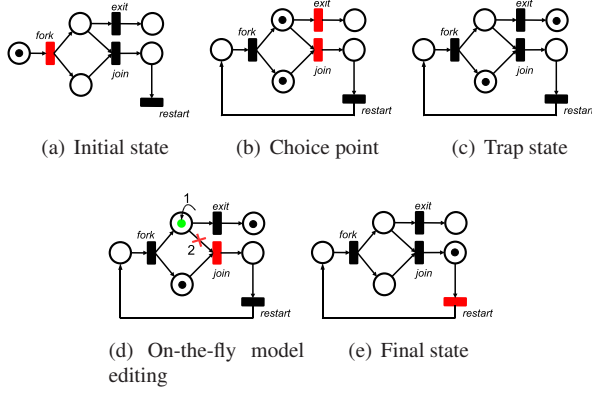 exit
fork
join
restart
(a) Initial state
exit
fork
join
restart
(b) Choice point
exit
fork
join
restart
(c) Trap state
1
exit
fork
2
join
restart
(d) On-the-fly model
editing
exit
fork
join
restart
(e) Final state